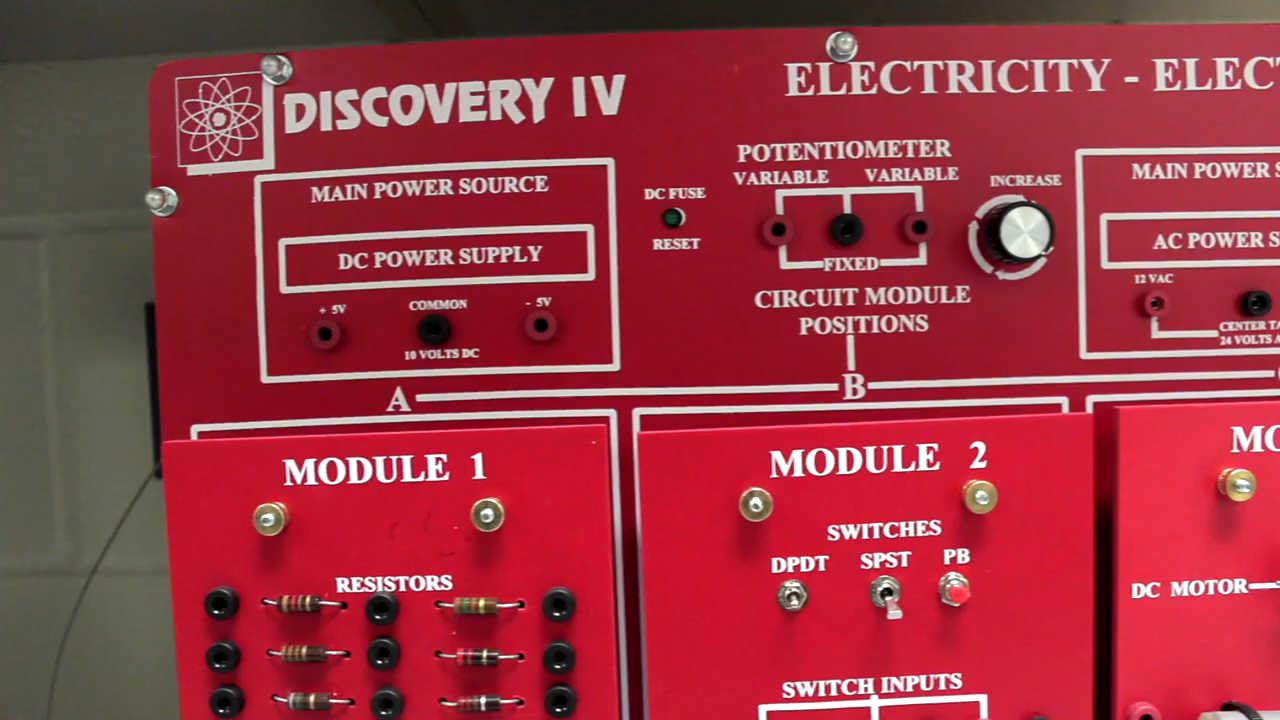 DISCOVERY IV
ELECTRICITY - ELECT
MAIN POWER SOURCE
DC POWER SUPPLY
+ 5V
COMMON
- 5V
10 VOLTS DC
DC FUSE
RESET
POTENTIOMETER
VARIABLE VARIABLE
FIXED
INCREASE
CIRCUIT MODULE
POSITIONS
MAIN POWER S
AC POWER S
12 VAC
CENTER TA
24 VOLTS A
A
B
MODULE 1
RESISTORS
MODULE 2
SWITCHES
DPDT SPST PB
SWITCH INPUTS
MO
DC MOTOR